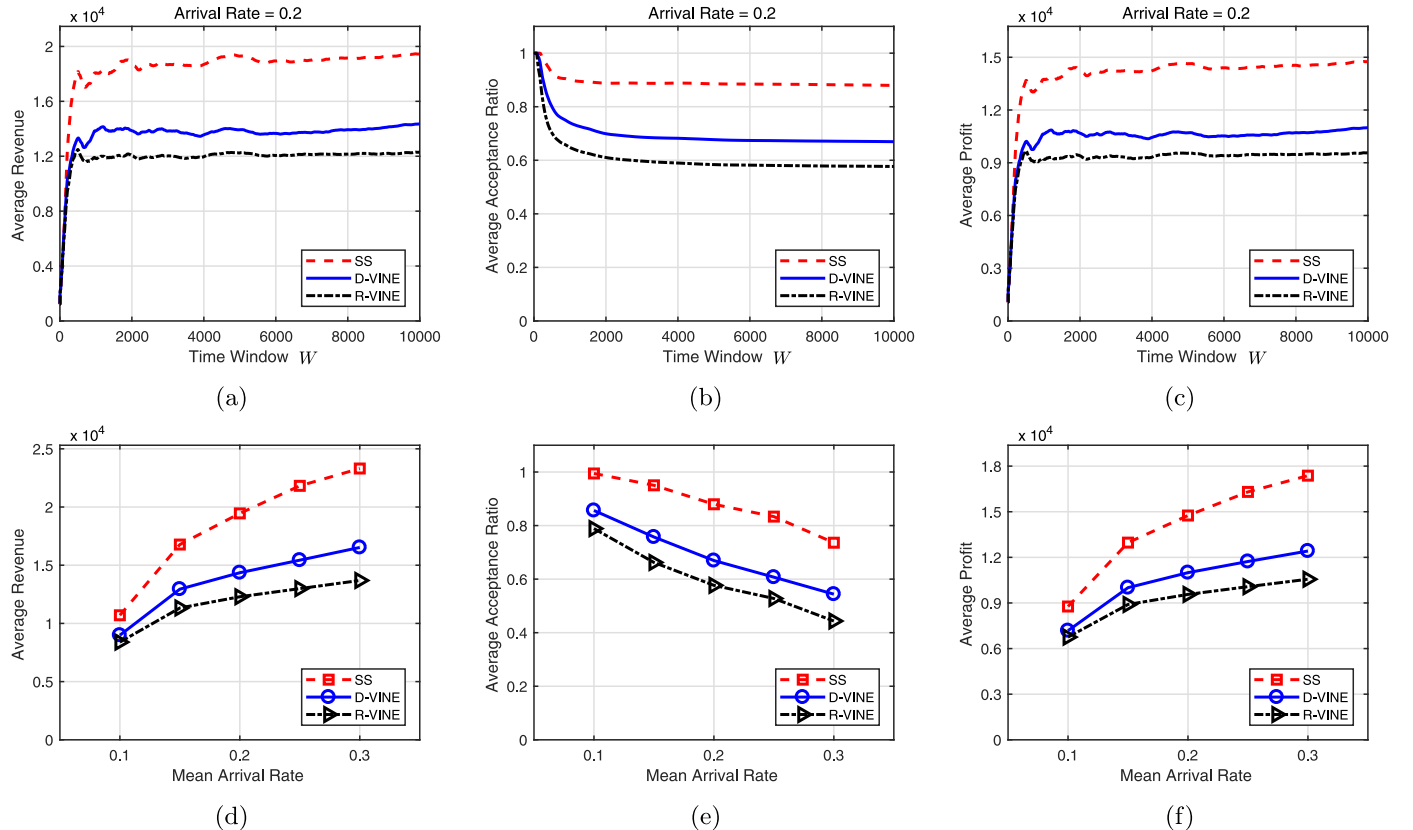 x 10⁴
Arrival Rate = 0.2
2
1.6
1.2
0.8
0.4
0
Average Revenue
SS
D-VINE
R-VINE
0 2000 4000 6000 8000 10000
Time Window W
(a)
Arrival Rate = 0.2
1
0.8
0.6
0.4
0.2
0
Average Acceptance Ratio
SS
D-VINE
R-VINE
0 2000 4000 6000 8000 10000
Time Window W
(b)
x 10⁴
Arrival Rate = 0.2
1.5
1.2
0.9
0.6
0.3
0
Average Profit
SS
D-VINE
R-VINE
0 2000 4000 6000 8000 10000
Time Window W
(c)
x 10⁴
2.5
2
1.5
1
0.5
0
Average Revenue
SS
D-VINE
R-VINE
0.1 0.2 0.3
Mean Arrival Rate
(d)
1
0.8
0.6
0.4
0.2
0
Average Acceptance Ratio
SS
D-VINE
R-VINE
0.1 0.2 0.3
Mean Arrival Rate
(e)
x 10⁴
1.8
1.5
1.2
0.9
0.6
0.3
0
Average Profit
SS
D-VINE
R-VINE
0.1 0.2 0.3
Mean Arrival Rate
(f)